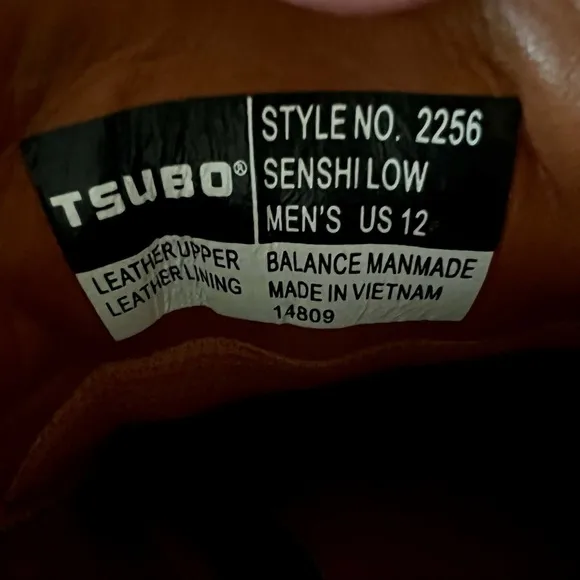 TSUBO®
STYLE NO. 2256
SENSHI LOW
MEN'S US 12
LEATHER UPPER
LEATHER LINING
BALANCE MANMADE
MADE IN VIETNAM
14809